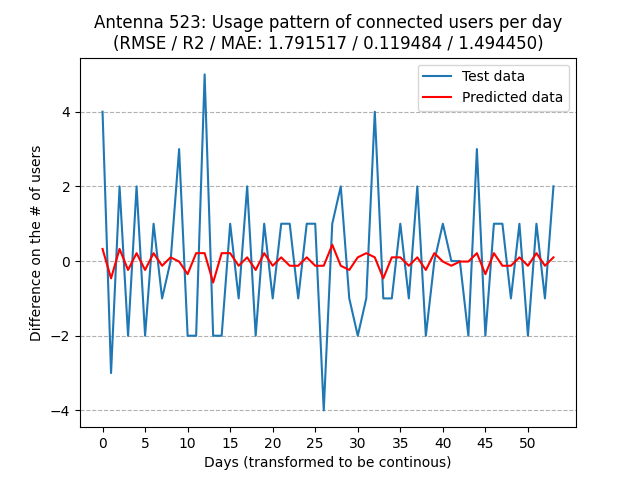 Antenna 523: Usage pattern of connected users per day
(RMSE / R2 / MAE: 1.791517 / 0.119484 / 1.494450)
Test data
Predicted data
Difference on the # of users
4
2
0
−2
−4
0 5 10 15 20 25 30 35 40 45 50
Days (transformed to be continous)